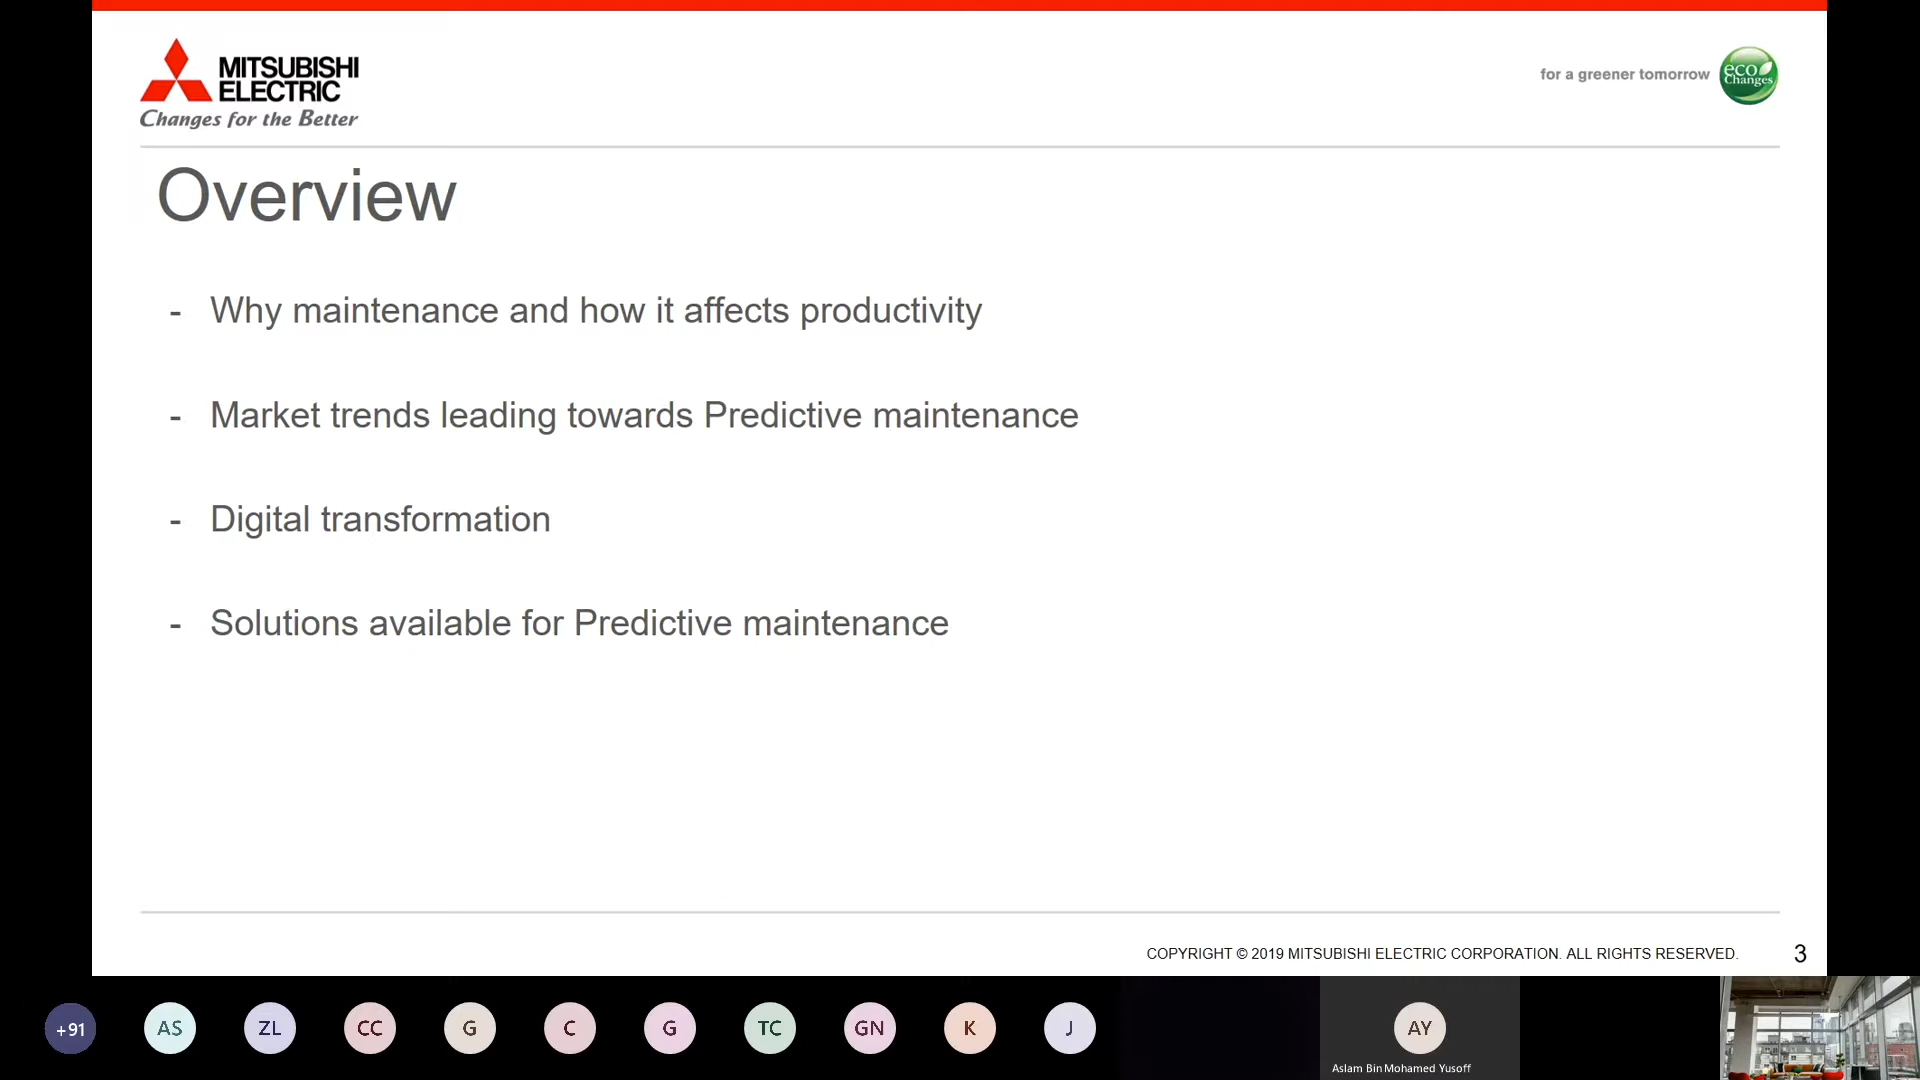 MITSUBISHI
ELECTRIC
Changes for the Better
for a greener tomorrow
eco
Changes
Overview
- Why maintenance and how it affects productivity
- Market trends leading towards Predictive maintenance
- Digital transformation
- Solutions available for Predictive maintenance
COPYRIGHT © 2019 MITSUBISHI ELECTRIC CORPORATION. ALL RIGHTS RESERVED.
3
+91
AS
ZL
CC
G
C
G
TC
GN
K
J
AY
Aslam Bin Mohamed Yusoff